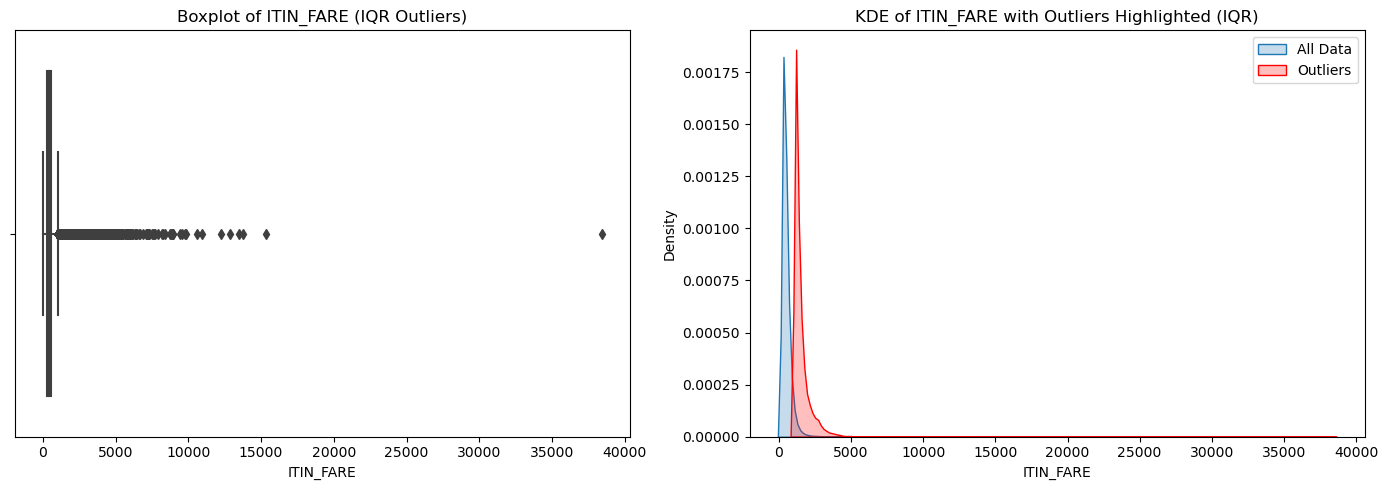 Boxplot of ITIN_FARE (IQR Outliers)
0 5000 10000 15000 20000 25000 30000 35000 40000
ITIN_FARE
KDE of ITIN_FARE with Outliers Highlighted (IQR)
All Data
Outliers
0.00175
0.00150
0.00125
0.00100
0.00075
0.00050
0.00025
0.00000
Density
0 5000 10000 15000 20000 25000 30000 35000 40000
ITIN_FARE